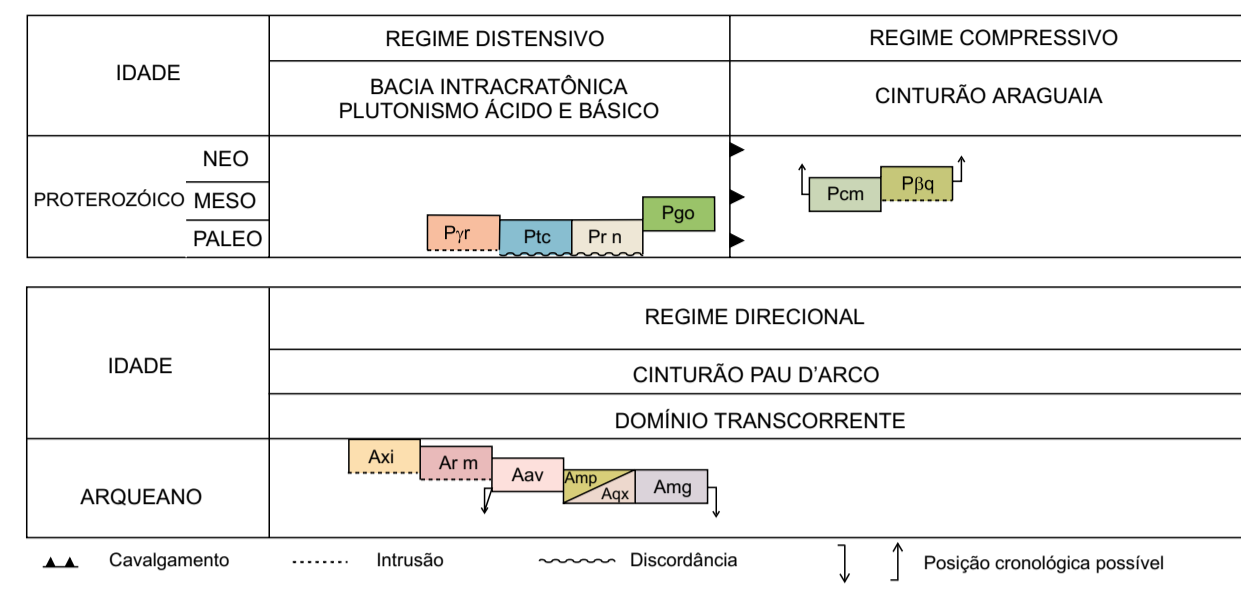 IDADE
REGIME DISTENSIVO
REGIME COMPRESSIVO
BACIA INTRACRATÔNICA
PLUTONISMO ÁCIDO E BÁSICO
CINTURÃO ARAGUAIA
PROTEROZÓICO
NEO
MESO
PALEO
Pγr
Ptc
Pr n
Pgo
Pcm
Pβq
IDADE
REGIME DIRECIONAL
CINTURÃO PAU D'ARCO
DOMÍNIO TRANSCORRENTE
ARQUEANO
Axi
Ar m
Aav
Amp
Aqx
Amg
Cavalgamento
Intrusão
Discordância
Posição cronológica possível